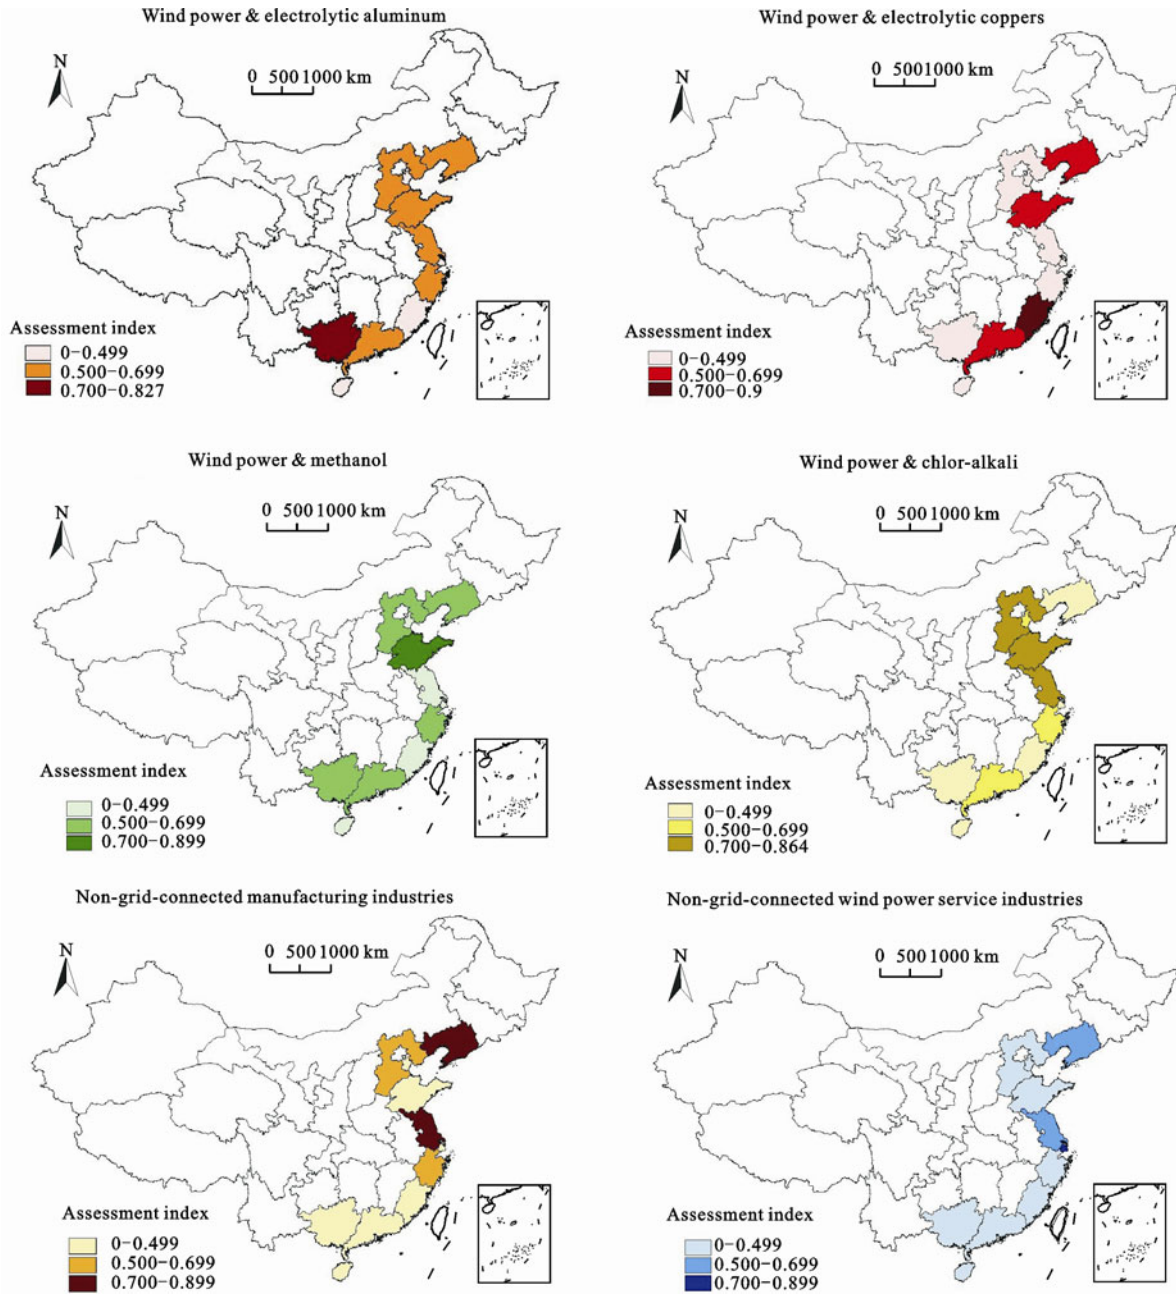 Wind power & electrolytic aluminum
N
0 500 1000 km
Assessment index
0-0.499
0.500-0.699
0.700-0.827
Wind power & electrolytic coppers
N
0 500 1000 km
Assessment index
0-0.499
0.500-0.699
0.700-0.9
Wind power & methanol
N
0 500 1000 km
Assessment index
0-0.499
0.500-0.699
0.700-0.899
Wind power & chlor-alkali
N
0 500 1000 km
Assessment index
0-0.499
0.500-0.699
0.700-0.864
Non-grid-connected manufacturing industries
N
0 500 1000 km
Assessment index
0-0.499
0.500-0.699
0.700-0.899
Non-grid-connected wind power service industries
N
0 500 1000 km
Assessment index
0-0.499
0.500-0.699
0.700-0.899